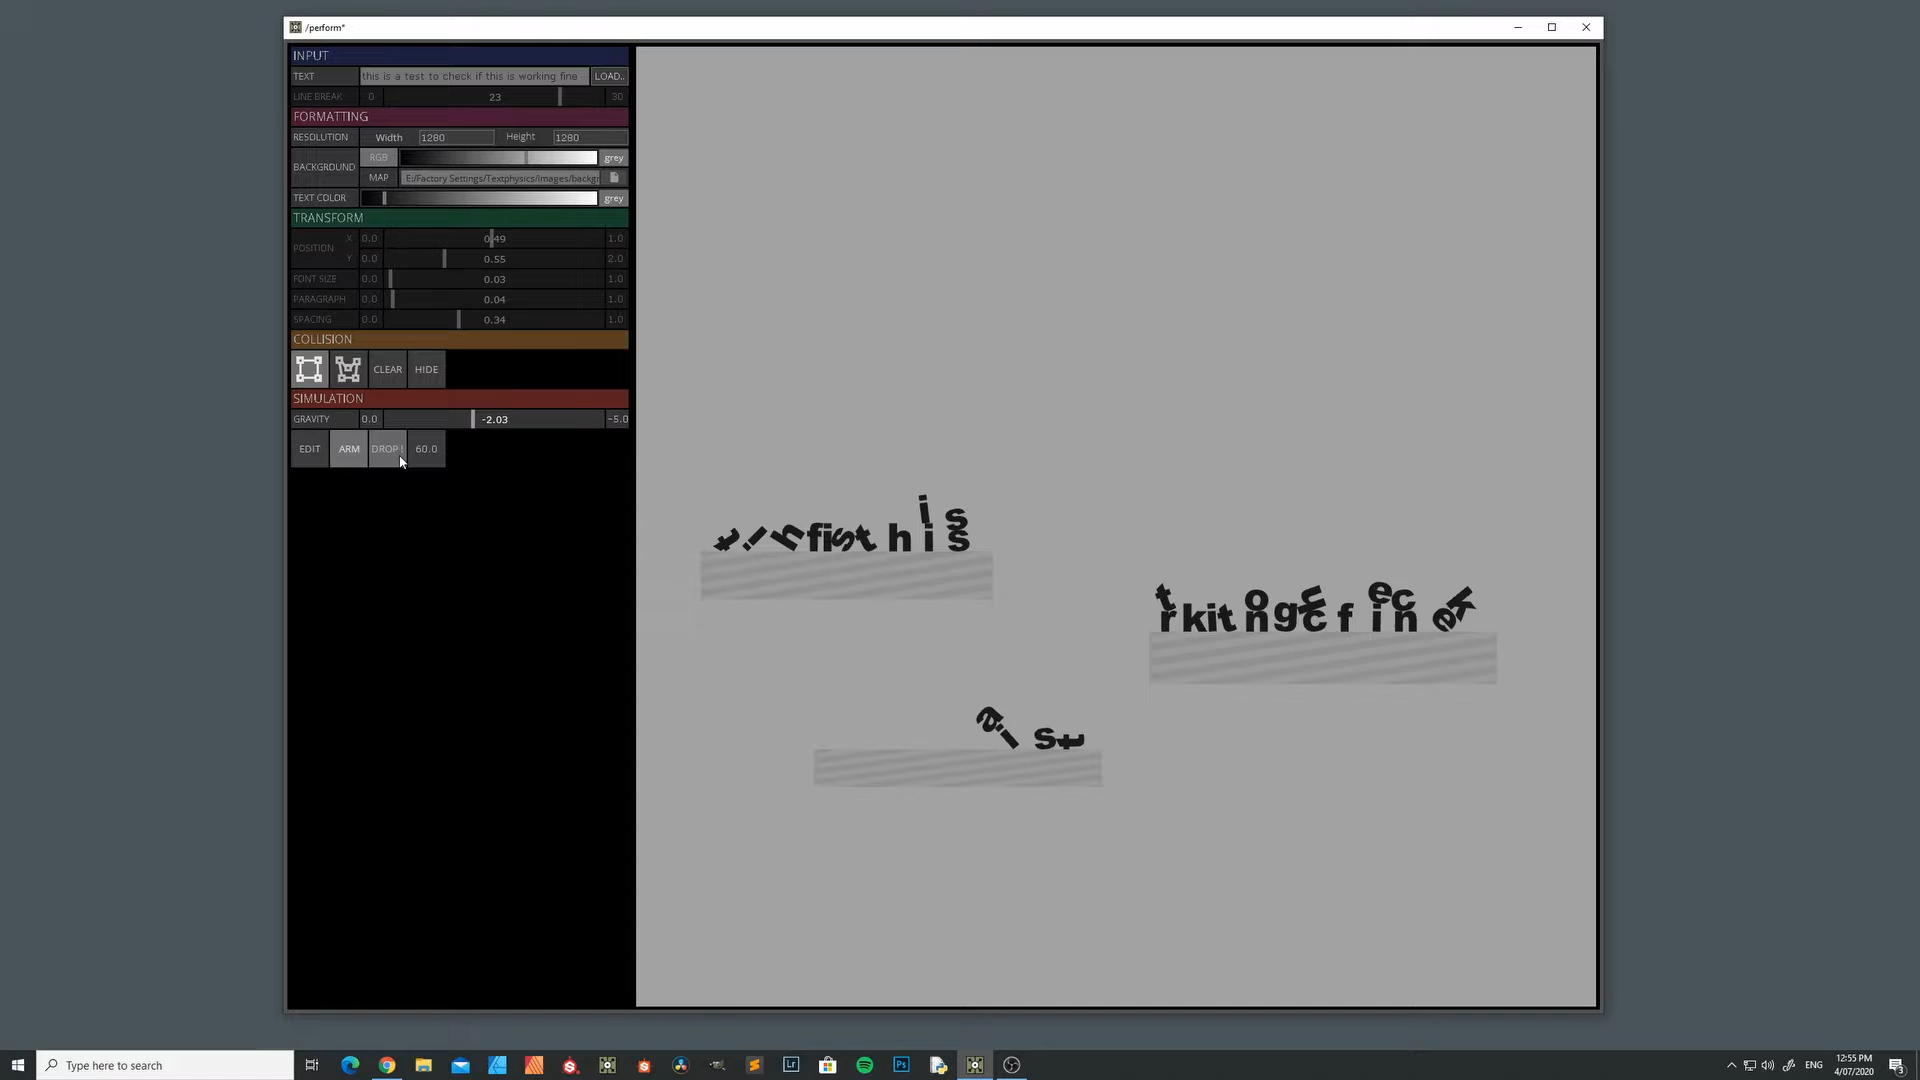 /perform*
INPUT
TEXT this is a test to check if this is working fine LOAD..
LINE BREAK 0 23 30
FORMATTING
RESOLUTION Width 1280 Height 1280
BACKGROUND RGB grey
MAP E:/Factory Settings/Textphysics/images/backgr
TEXT COLOR grey
TRANSFORM
POSITION X 0.0 0.49 1.0
Y 0.0 0.55 2.0
FONT SIZE 0.0 0.03 1.0
PARAGRAPH 0.0 0.04 1.0
SPACING 0.0 0.34 1.0
COLLISION
CLEAR HIDE
SIMULATION
GRAVITY 0.0 -2.03 -5.0
EDIT ARM DROP! 60.0
i s
t i h fi s t h i s
t o c e c k
r kit n g c f i n e
a i s t
Type here to search
Lr Ps
ENG
12:55 PM
4/07/2020
3